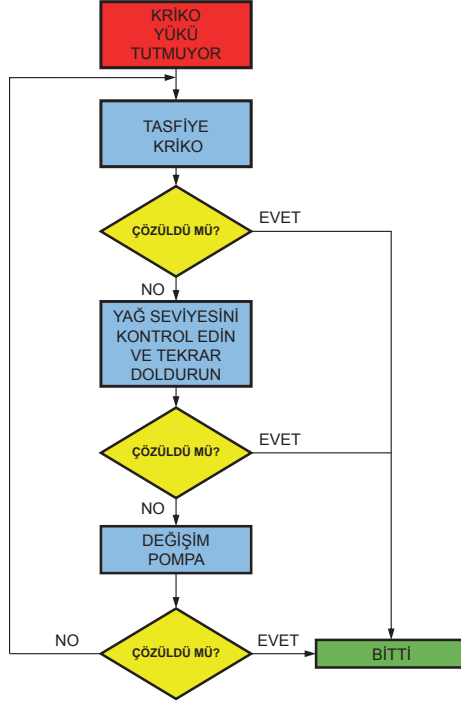 KRİKO
YÜKÜ
TUTMUYOR
TASFİYE
KRİKO
ÇÖZÜLDÜ MÜ?
EVET
NO
YAĞ SEVİYESİNİ
KONTROL EDİN
VE TEKRAR
DOLDURUN
ÇÖZÜLDÜ MÜ?
EVET
NO
DEĞİŞİM
POMPA
NO
ÇÖZÜLDÜ MÜ?
EVET
BİTTİ